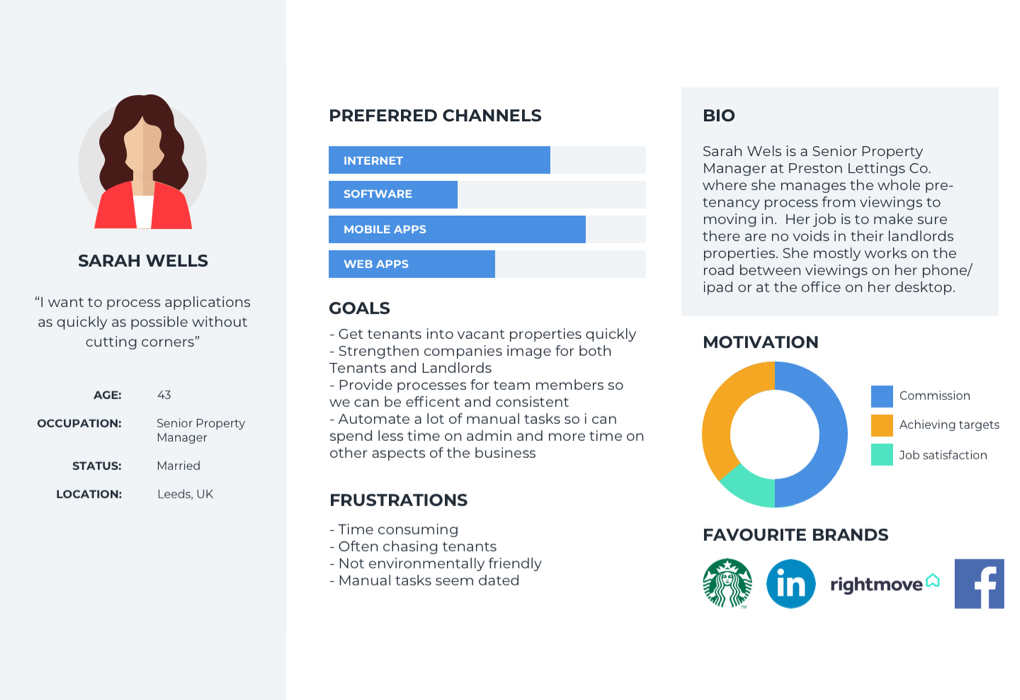 SARAH WELLS
“I want to process applications
as quickly as possible without
cutting corners”
AGE: 43
OCCUPATION: Senior Property
Manager
STATUS: Married
LOCATION: Leeds, UK
PREFERRED CHANNELS
INTERNET
SOFTWARE
MOBILE APPS
WEB APPS
GOALS
- Get tenants into vacant properties quickly
- Strengthen companies image for both
Tenants and Landlords
- Provide processes for team members so
we can be efficent and consistent
- Automate a lot of manual tasks so i can
spend less time on admin and more time on
other aspects of the business
FRUSTRATIONS
- Time consuming
- Often chasing tenants
- Not environmentally friendly
- Manual tasks seem dated
BIO
Sarah Wels is a Senior Property
Manager at Preston Lettings Co.
where she manages the whole pre-
tenancy process from viewings to
moving in.  Her job is to make sure
there are no voids in their landlords
properties. She mostly works on the
road between viewings on her phone/
ipad or at the office on her desktop.
MOTIVATION
Commission
Achieving targets
Job satisfaction
FAVOURITE BRANDS
in
rightmove
f